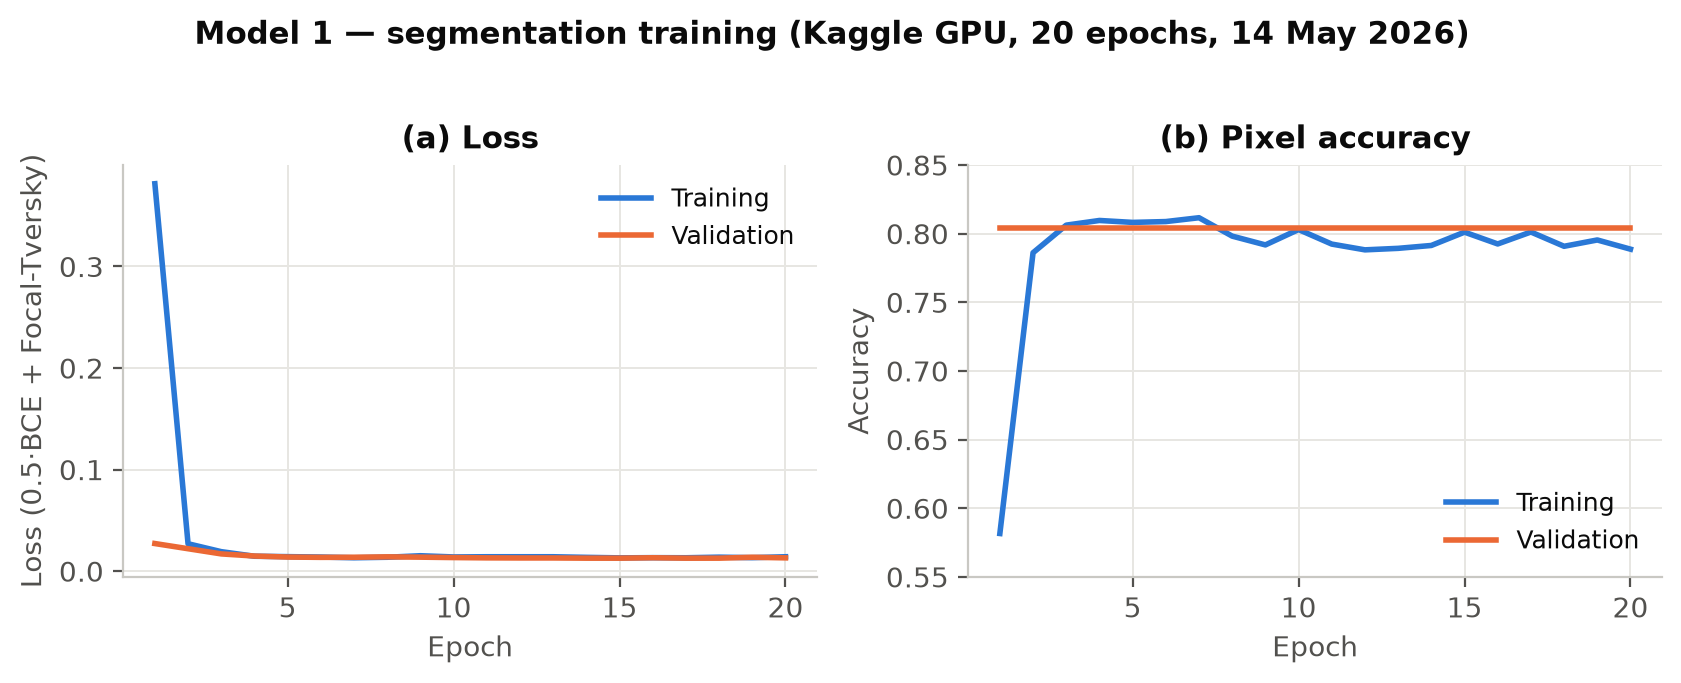 Model 1 — segmentation training (Kaggle GPU, 20 epochs, 14 May 2026)
(a) Loss
Loss (0.5·BCE + Focal-Tversky)
0.3
0.2
0.1
0.0
Training
Validation
5 10 15 20
Epoch
(b) Pixel accuracy
Accuracy
0.85
0.80
0.75
0.70
0.65
0.60
0.55
Training
Validation
5 10 15 20
Epoch